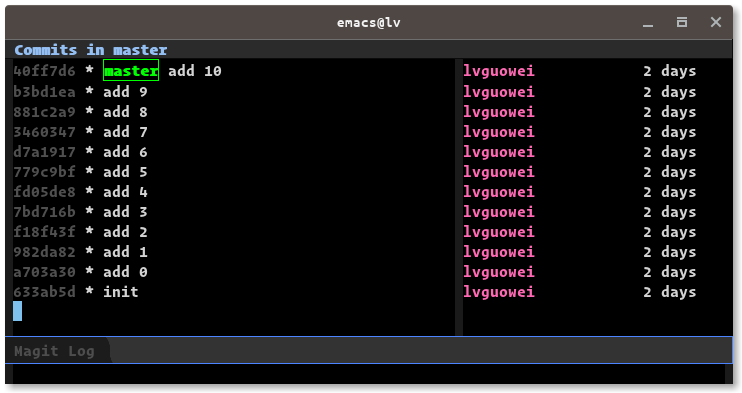 emacs@lv
Commits in master
40ff7d6 * master add 10 lvguowei 2 days
b3bd1ea * add 9 lvguowei 2 days
881c2a9 * add 8 lvguowei 2 days
3460347 * add 7 lvguowei 2 days
d7a1917 * add 6 lvguowei 2 days
779c9bf * add 5 lvguowei 2 days
fd05de8 * add 4 lvguowei 2 days
7bd716b * add 3 lvguowei 2 days
f18f43f * add 2 lvguowei 2 days
982da82 * add 1 lvguowei 2 days
a703a30 * add 0 lvguowei 2 days
633ab5d * init lvguowei 2 days
Magit Log